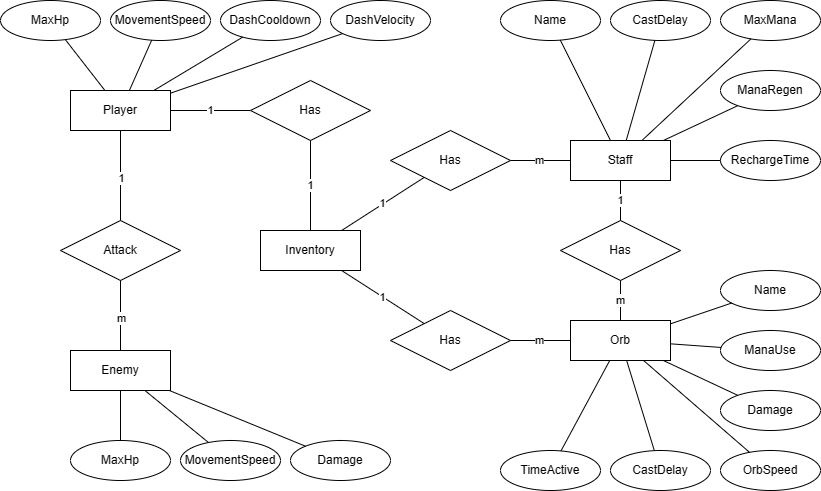 MaxHp
MovementSpeed
DashCooldown
DashVelocity
Name
CastDelay
MaxMana
Player
1
Has
ManaRegen
Has
m
Staff
RechargeTime
1
1
1
1
Attack
Inventory
Has
1
m
m
Has
m
Orb
Name
ManaUse
Enemy
Damage
MaxHp
MovementSpeed
Damage
TimeActive
CastDelay
OrbSpeed